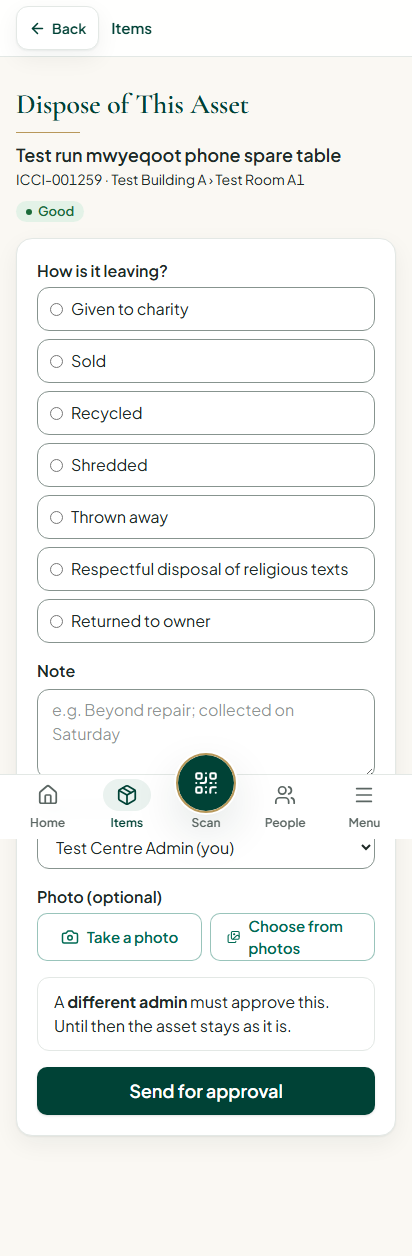 Back
Items
Dispose of This Asset
Test run mwyeqoot phone spare table
ICCI-001259 · Test Building A › Test Room A1
Good
How is it leaving?
Given to charity
Sold
Recycled
Shredded
Thrown away
Respectful disposal of religious texts
Returned to owner
Note
e.g. Beyond repair; collected on
Saturday
Home
Items
Scan
People
Menu
Test Centre Admin (you)
Photo (optional)
Take a photo
Choose from
photos
A different admin must approve this.
Until then the asset stays as it is.
Send for approval